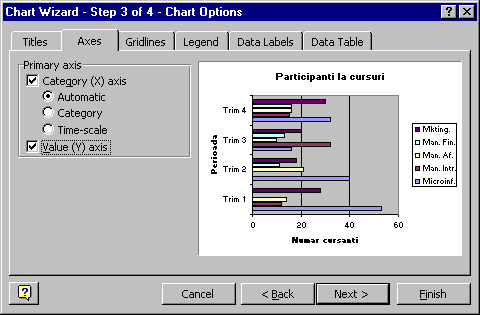 Chart Wizard - Step 3 of 4 - Chart Options
Titles Axes Gridlines Legend Data Labels Data Table
Primary axis
Category (X) axis
Automatic
Category
Time-scale
Value (Y) axis
Participanti la cursuri
Perioada
Trim 4
Trim 3
Trim 2
Trim 1
0 20 40 60
Numar cursanti
Mkting.
Man. Fin.
Man. Af.
Man. Intr.
Microinf.
? Cancel < Back Next > Finish